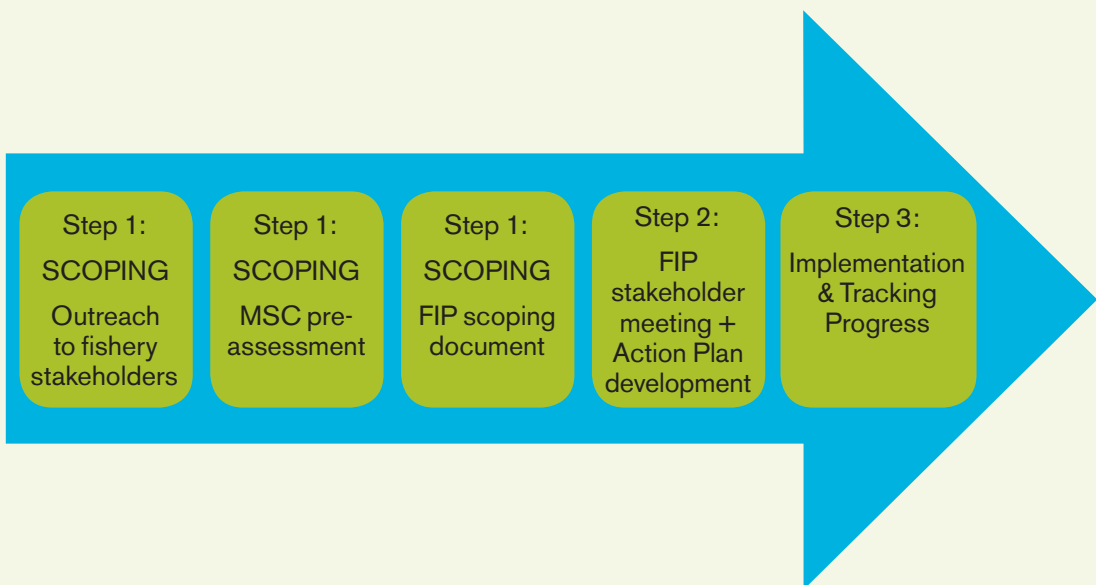 Step 1:
SCOPING
Outreach
to fishery
stakeholders
Step 1:
SCOPING
MSC pre-
assessment
Step 1:
SCOPING
FIP scoping
document
Step 2:
FIP
stakeholder
meeting +
Action Plan
development
Step 3:
Implementation
& Tracking
Progress